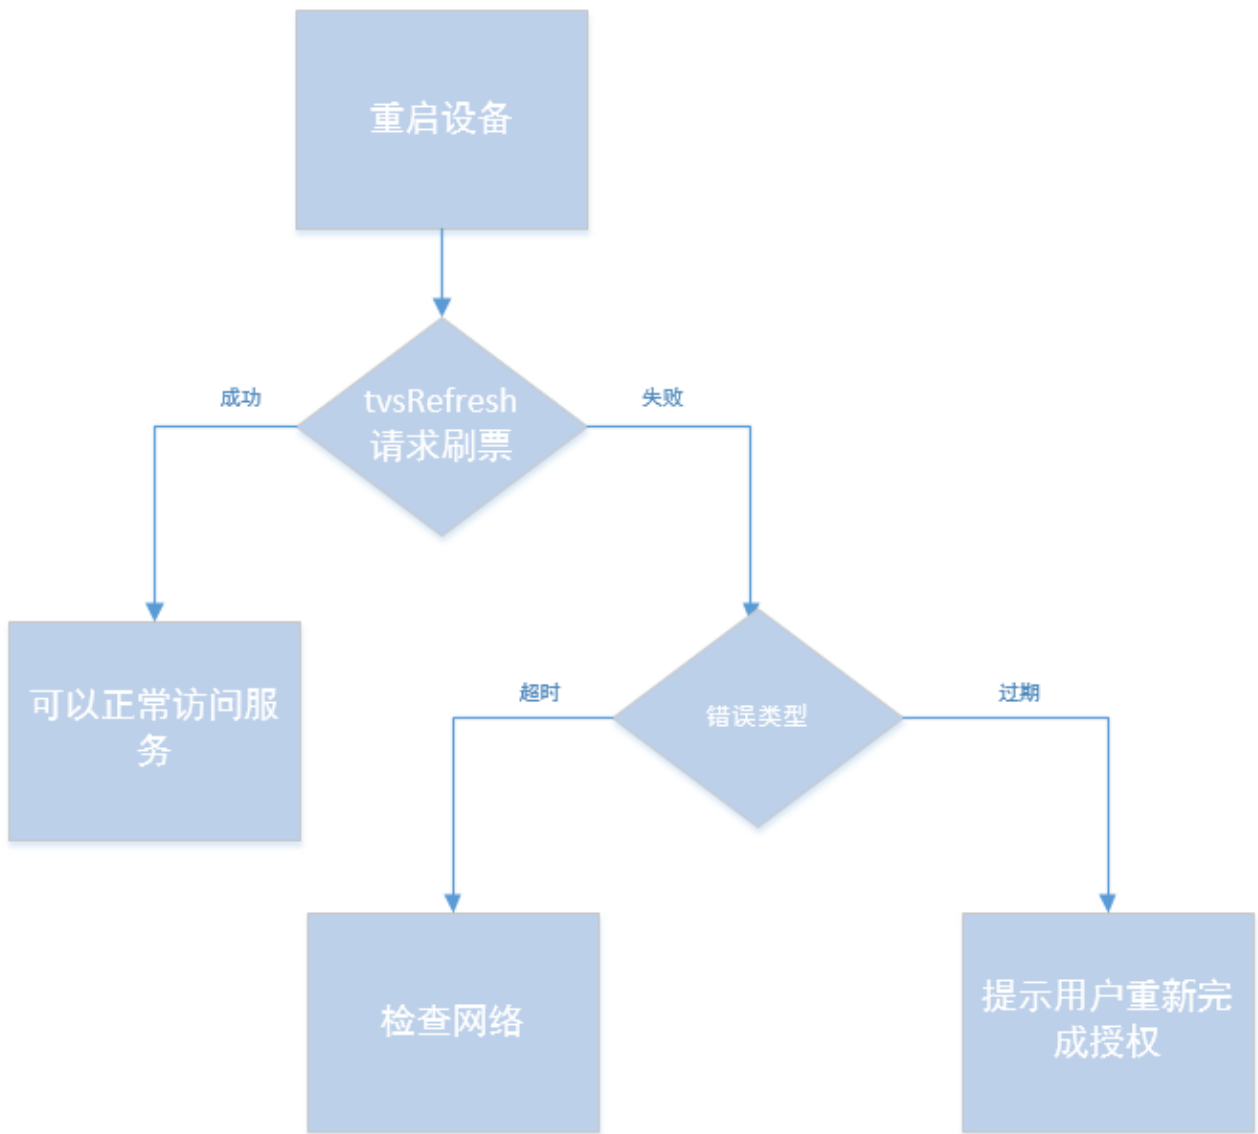 重启设备
成功
tvsRefresh
请求刷票
失败
可以正常访问服
务
超时
错误类型
过期
检查网络
提示用户重新完
成授权